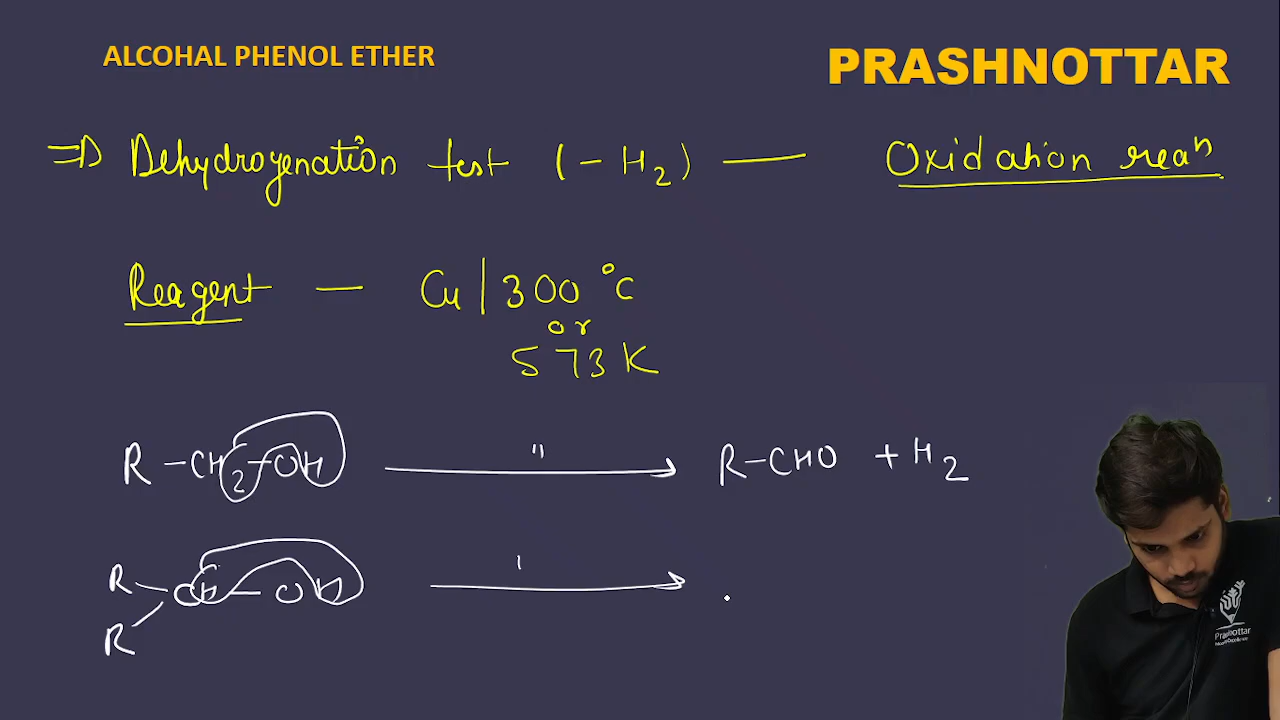 ALCOHAL PHENOL ETHER
PRASHNOTTAR
⇒ Dehydrogenation test (-H2) — Oxidation reaⁿ
Reagent — Cu | 300 °C
or
573 K
R-CH2-OH " R-CHO + H2
R
CH-OH
R
Prashnottar